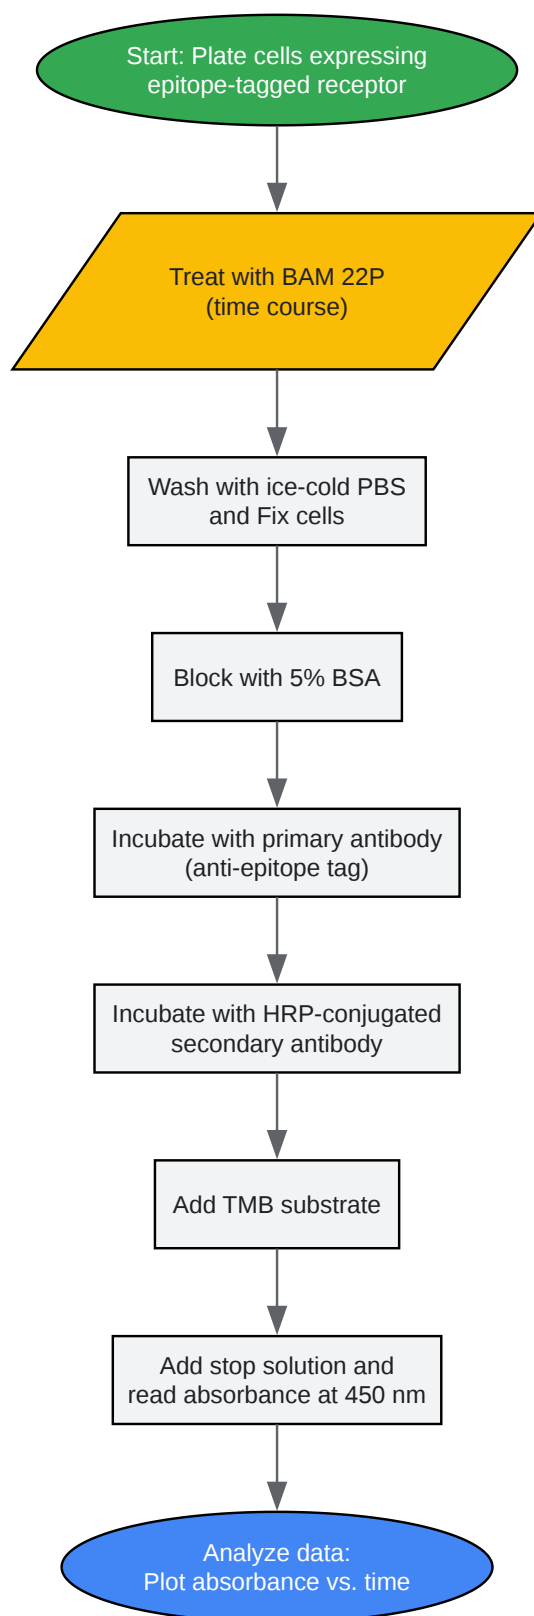 Start: Plate cells expressing
epitope-tagged receptor
Treat with BAM 22P
(time course)
Wash with ice-cold PBS
and Fix cells
Block with 5% BSA
Incubate with primary antibody
(anti-epitope tag)
Incubate with HRP-conjugated
secondary antibody
Add TMB substrate
Add stop solution and
read absorbance at 450 nm
Analyze data:
Plot absorbance vs. time